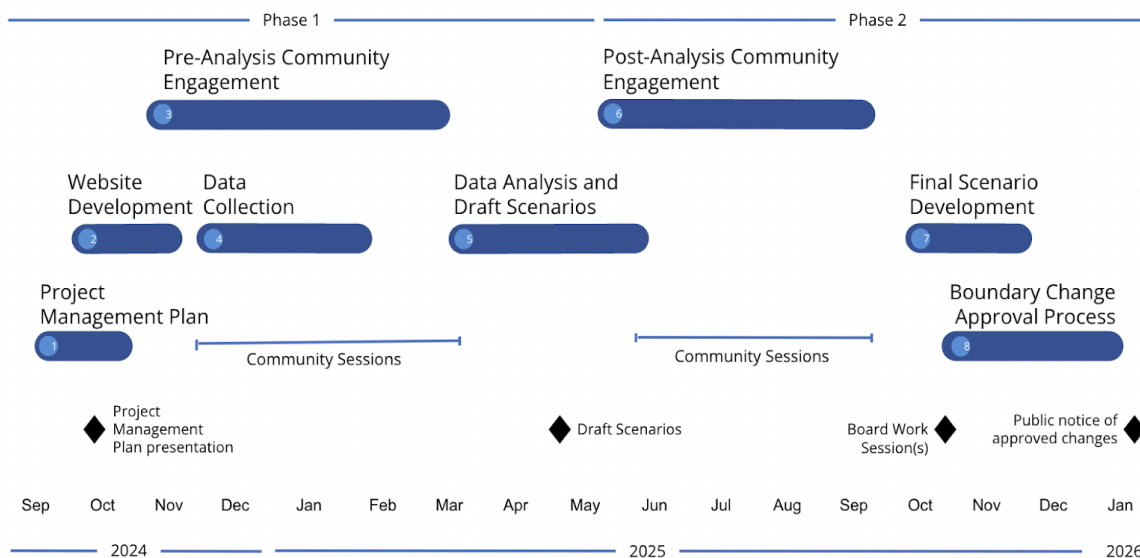 Phase 1
Phase 2
Pre-Analysis Community
Engagement
3
Post-Analysis Community
Engagement
6
Website
Development
2
Data
Collection
4
Data Analysis and
Draft Scenarios
5
Final Scenario
Development
7
Project
Management Plan
1
Community Sessions
Community Sessions
Boundary Change
Approval Process
8
Project
Management
Plan presentation
Draft Scenarios
Board Work
Session(s)
Public notice of
approved changes
Sep Oct Nov Dec Jan Feb Mar Apr May Jun Jul Aug Sep Oct Nov Dec Jan
2024 2025 2026